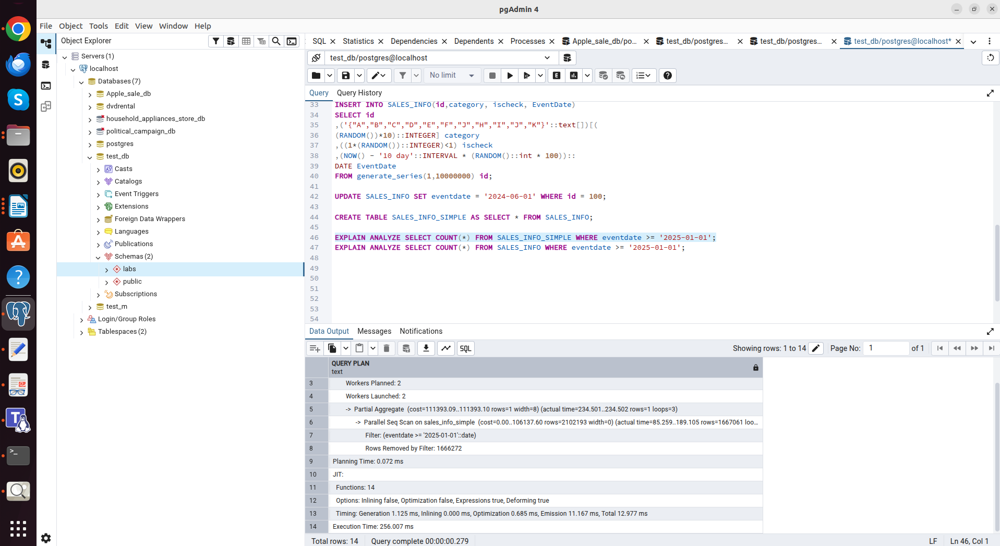 pgAdmin 4
File Object Tools Edit View Window Help
Object Explorer
SQL Statistics Dependencies Dependents Processes Apple_sale_db/po... test_db/postgres... test_db/postgres... test_db/postgres@localhost*
Servers (1)
localhost
Databases (7)
Apple_sale_db
dvdrental
household_appliances_store_db
political_campaign_db
postgres
test_db
Casts
Catalogs
Event Triggers
Extensions
Foreign Data Wrappers
Languages
Publications
Schemas (2)
labs
public
Subscriptions
test_m
Login/Group Roles
Tablespaces (2)
test_db/postgres@localhost
No limit
E
Query Query History
33 INSERT INTO SALES_INFO(id,category, ischeck, EventDate)
34 SELECT id
35 ,('{"A","B","C","D","E","F","J","H","I","J","K"}'::text[])[(
36 (RANDOM())*10)::INTEGER] category
37 ,((1*(RANDOM())::INTEGER)<1) ischeck
38 ,(NOW() - '10 day'::INTERVAL * (RANDOM()::int * 100))::
39 DATE EventDate
40 FROM generate_series(1,10000000) id;
41
42 UPDATE SALES_INFO SET eventdate = '2024-06-01' WHERE id = 100;
43
44 CREATE TABLE SALES_INFO_SIMPLE AS SELECT * FROM SALES_INFO;
45
46 EXPLAIN ANALYZE SELECT COUNT(*) FROM SALES_INFO_SIMPLE WHERE eventdate >= '2025-01-01';
47 EXPLAIN ANALYZE SELECT COUNT(*) FROM SALES_INFO WHERE eventdate >= '2025-01-01';
48
49
50
51
52
53
54
Data Output Messages Notifications
SQL
Showing rows: 1 to 14 Page No: 1 of 1
QUERY PLAN
text
3 Workers Planned: 2
4 Workers Launched: 2
5 -> Partial Aggregate (cost=111393.09..111393.10 rows=1 width=8) (actual time=234.501..234.502 rows=1 loops=3)
6 -> Parallel Seq Scan on sales_info_simple (cost=0.00..106137.60 rows=2102193 width=0) (actual time=85.259..189.105 rows=1667061 loo...
7 Filter: (eventdate >= '2025-01-01'::date)
8 Rows Removed by Filter: 1666272
9 Planning Time: 0.072 ms
10 JIT:
11 Functions: 14
12 Options: Inlining false, Optimization false, Expressions true, Deforming true
13 Timing: Generation 1.125 ms, Inlining 0.000 ms, Optimization 0.685 ms, Emission 11.167 ms, Total 12.977 ms
14 Execution Time: 256.007 ms
Total rows: 14 Query complete 00:00:00.279 LF Ln 46, Col 1